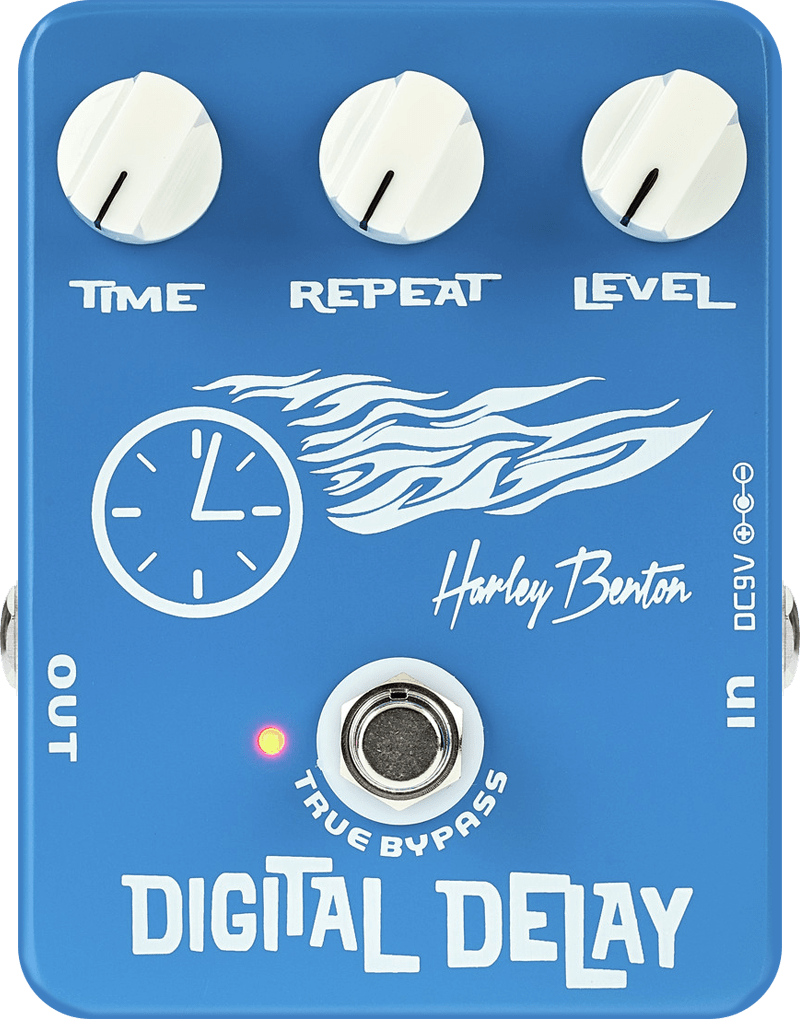 TIME REPEAT LEVEL
Harley Benton
DC9V
OUT
IN
TRUE BYPASS
DIGITAL DELAY